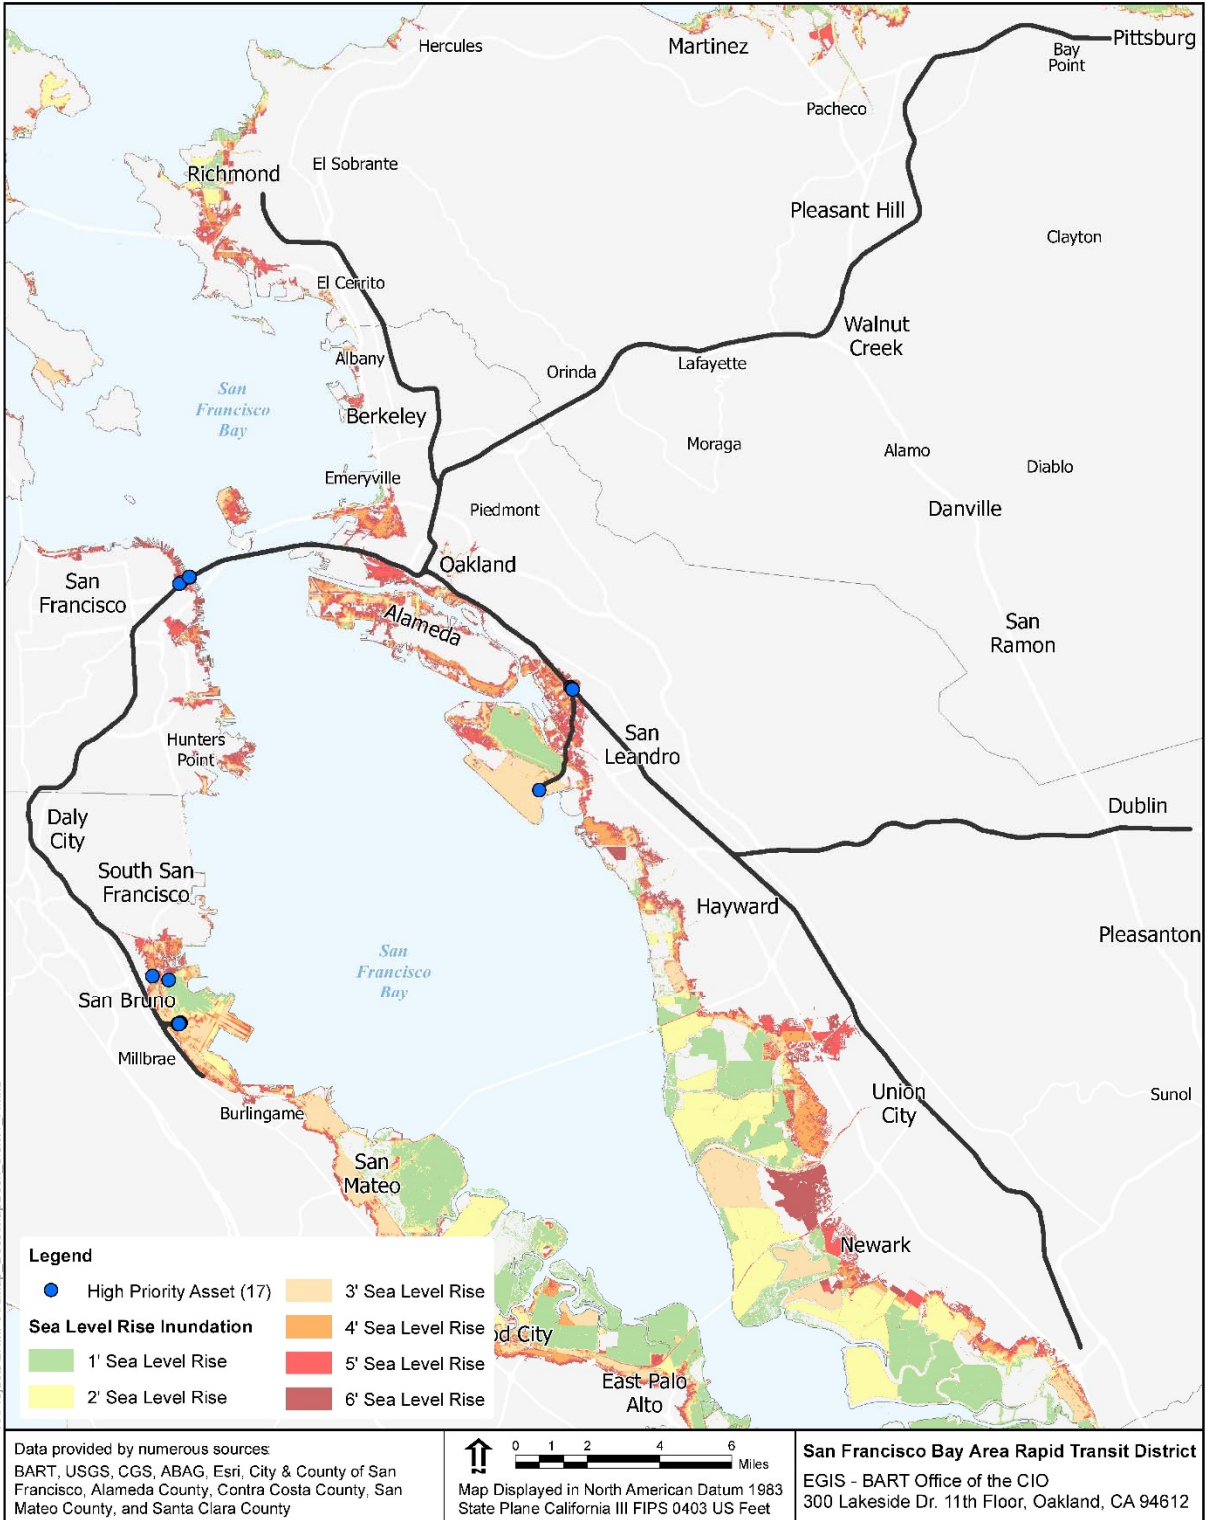 Hercules
Martinez
Pittsburg
Bay
Point
Pacheco
El Sobrante
Richmond
Pleasant Hill
Clayton
El Cerrito
Walnut
Creek
Albany
Orinda
Lafayette
San
Francisco
Bay
Berkeley
Moraga
Alamo
Diablo
Emeryville
Piedmont
Danville
Oakland
San
Francisco
Alameda
San
Ramon
Hunters
Point
San
Leandro
Daly
City
Dublin
South San
Francisco
Hayward
Pleasanton
San
Francisco
Bay
San Bruno
Millbrae
Burlingame
Union
City
Sunol
San
Mateo
Newark
od City
East Palo
Alto
Legend
High Priority Asset (17)
Sea Level Rise Inundation
1' Sea Level Rise
2' Sea Level Rise
3' Sea Level Rise
4' Sea Level Rise
5' Sea Level Rise
6' Sea Level Rise
Data provided by numerous sources:
BART, USGS, CGS, ABAG, Esri, City & County of San
Francisco, Alameda County, Contra Costa County, San
Mateo County, and Santa Clara County
N
0 1 2 4 6
Miles
Map Displayed in North American Datum 1983
State Plane California III FIPS 0403 US Feet
San Francisco Bay Area Rapid Transit District
EGIS - BART Office of the CIO
300 Lakeside Dr. 11th Floor, Oakland, CA 94612